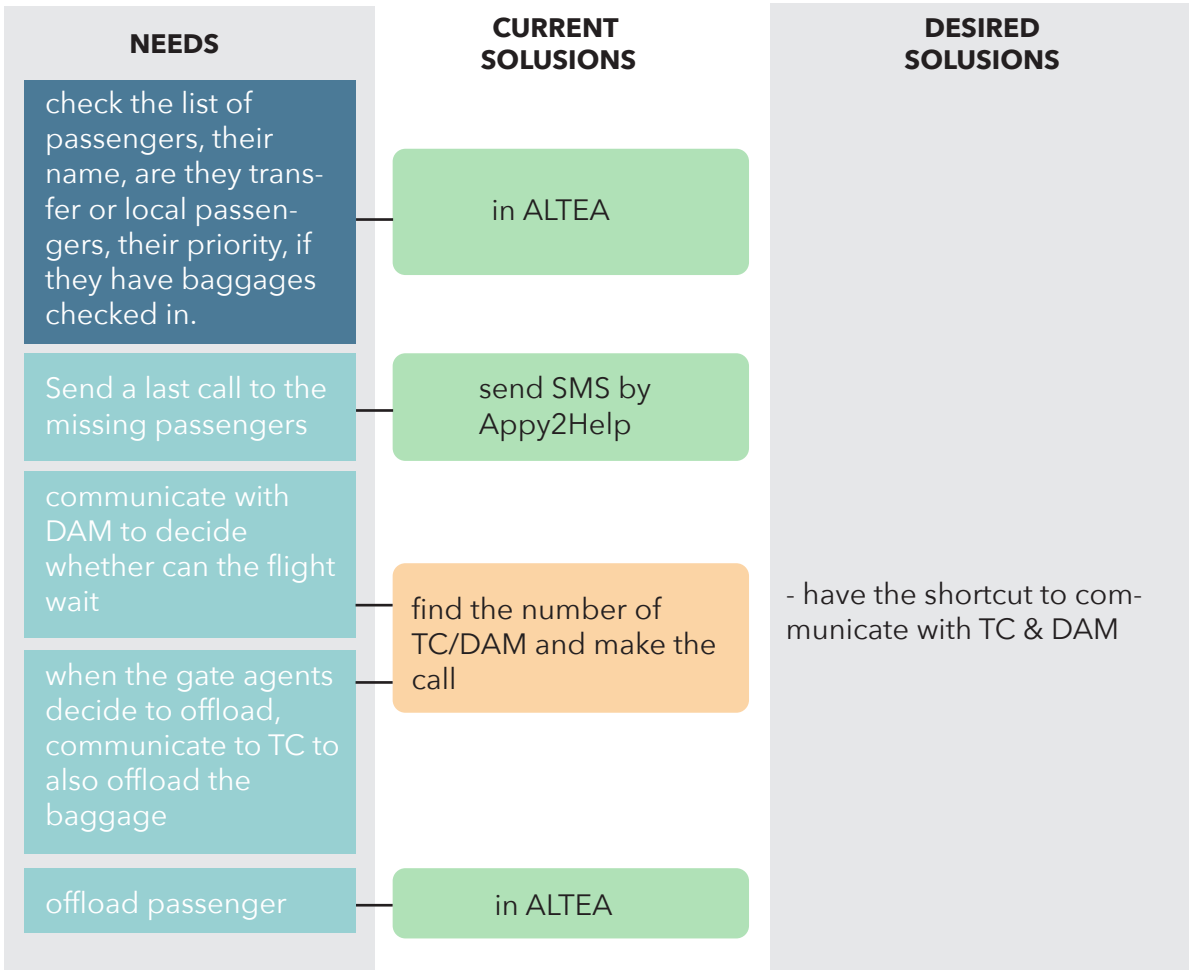 NEEDS
CURRENT
SOLUSIONS
DESIRED
SOLUSIONS
check the list of
passengers, their
name, are they trans-
fer or local passen-
gers, their priority, if
they have baggages
checked in.
in ALTEA
Send a last call to the
missing passengers
send SMS by
Appy2Help
communicate with
DAM to decide
whether can the flight
wait
find the number of
TC/DAM and make the
call
- have the shortcut to com-
municate with TC & DAM
when the gate agents
decide to offload,
communicate to TC to
also offload the
baggage
offload passenger
in ALTEA